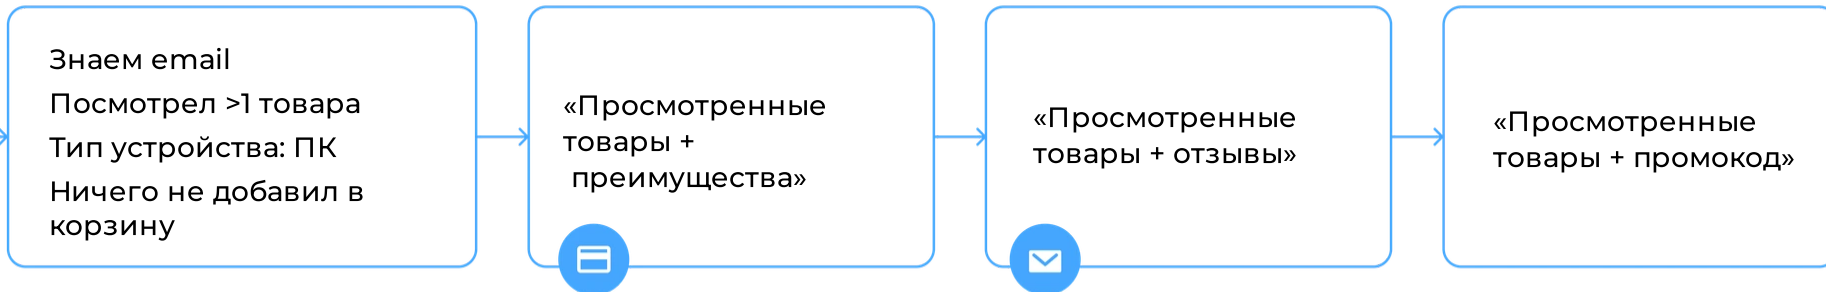 Знаем email
Посмотрел >1 товара
Тип устройства: ПК
Ничего не добавил в
корзину
«Просмотренные
товары +
преимущества»
«Просмотренные
товары + отзывы»
«Просмотренные
товары + промокод»